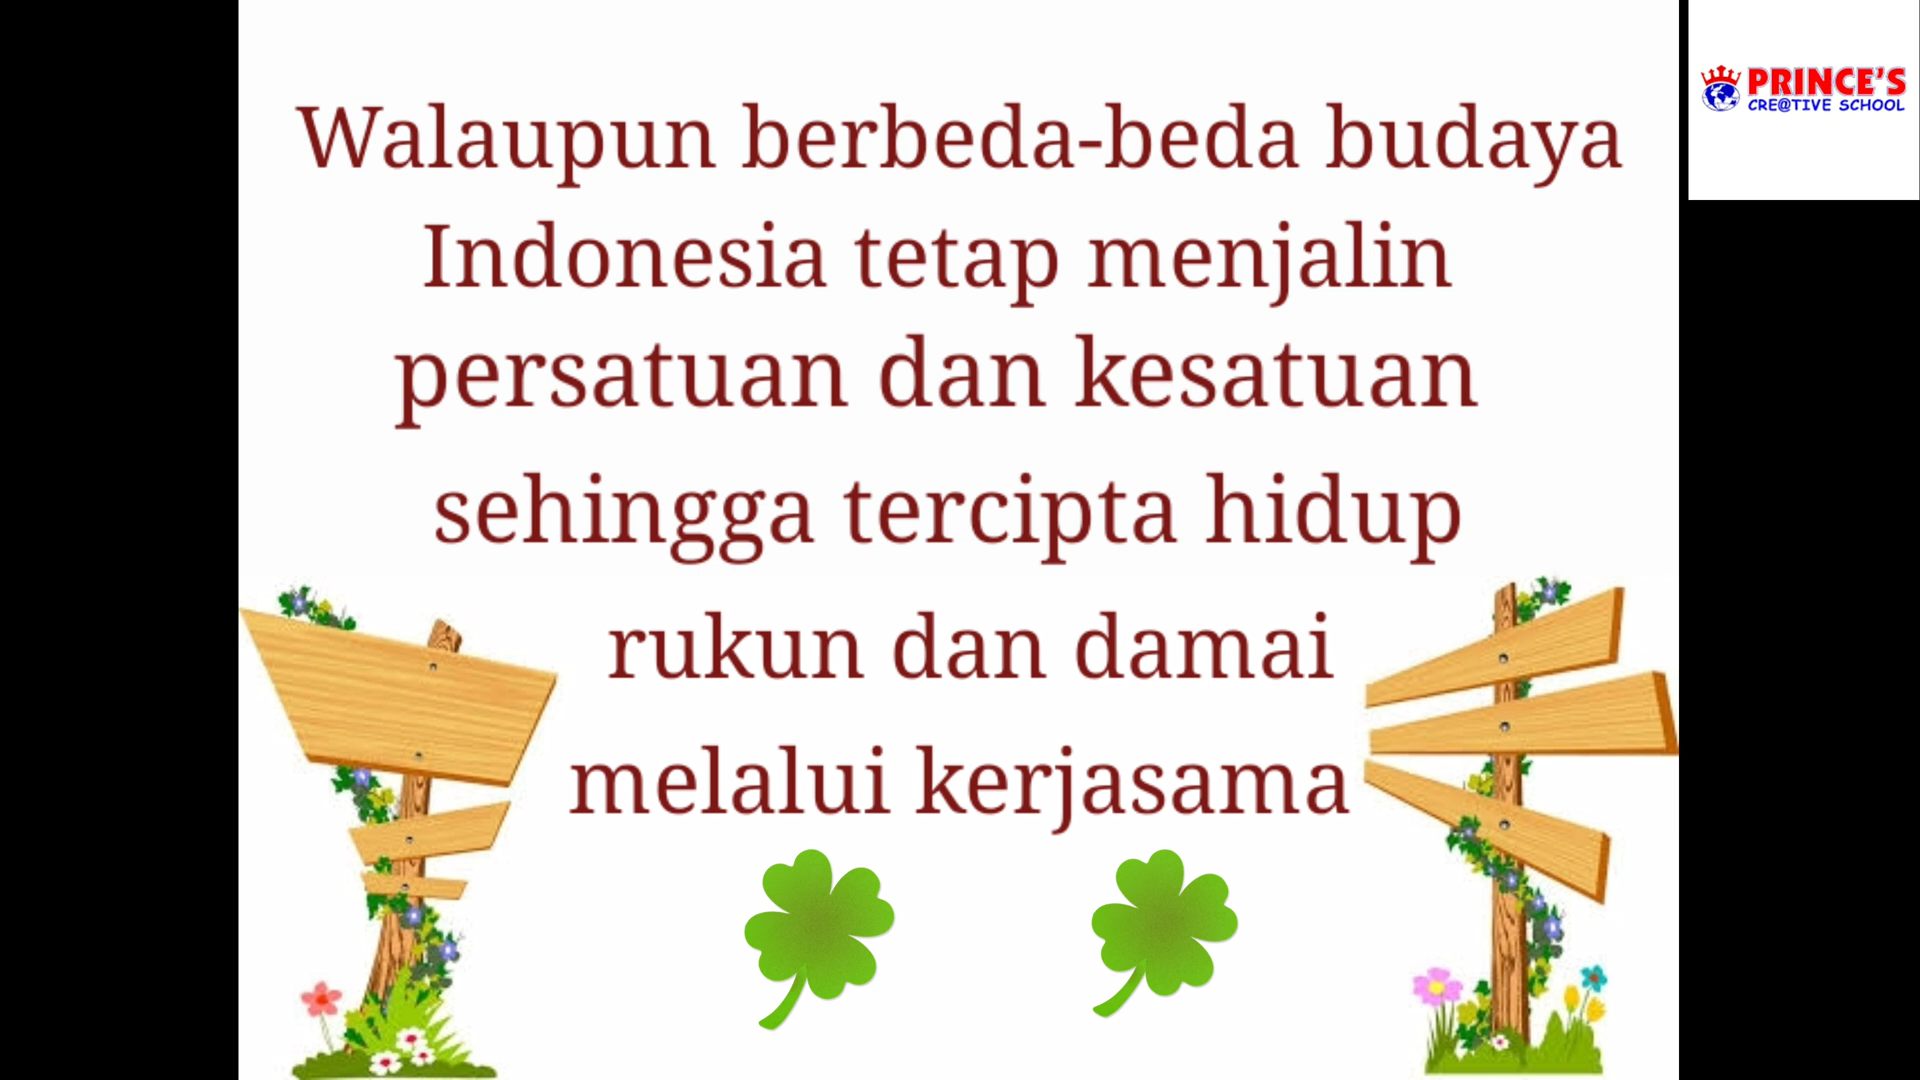 Walaupun berbeda-beda budaya
Indonesia tetap menjalin
persatuan dan kesatuan
sehingga tercipta hidup
rukun dan damai
melalui kerjasama
PRINCE'S
CRE@TIVE SCHOOL